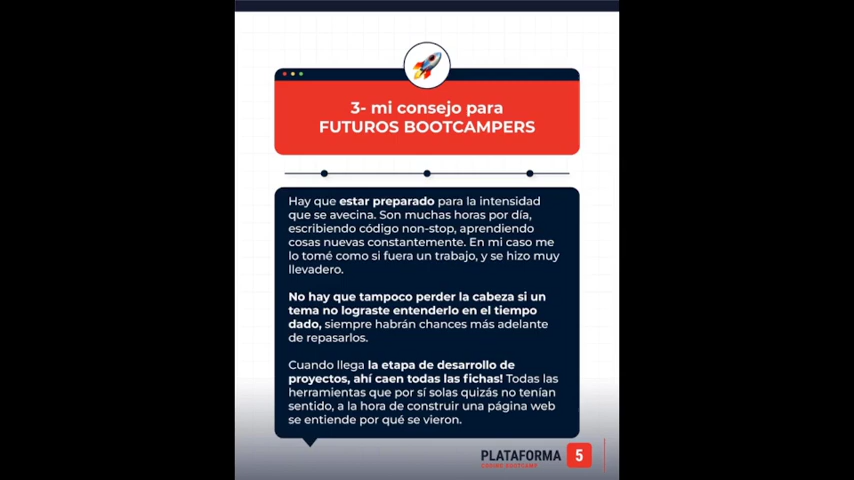 3- mi consejo para
FUTUROS BOOTCAMPERS
Hay que estar preparado para la intensidad
que se avecina. Son muchas horas por día,
escribiendo código non-stop, aprendiendo
cosas nuevas constantemente. En mi caso me
lo tomé como si fuera un trabajo, y se hizo muy
llevadero.
No hay que tampoco perder la cabeza si un
tema no lograste entenderlo en el tiempo
dado, siempre habrán chances más adelante
de repasarlos.
Cuando llega la etapa de desarrollo de
proyectos, ahí caen todas las fichas! Todas las
herramientas que por sí solas quizás no tenían
sentido, a la hora de construir una página web
se entiende por qué se vieron.
PLATAFORMA 5
CODING BOOTCAMP